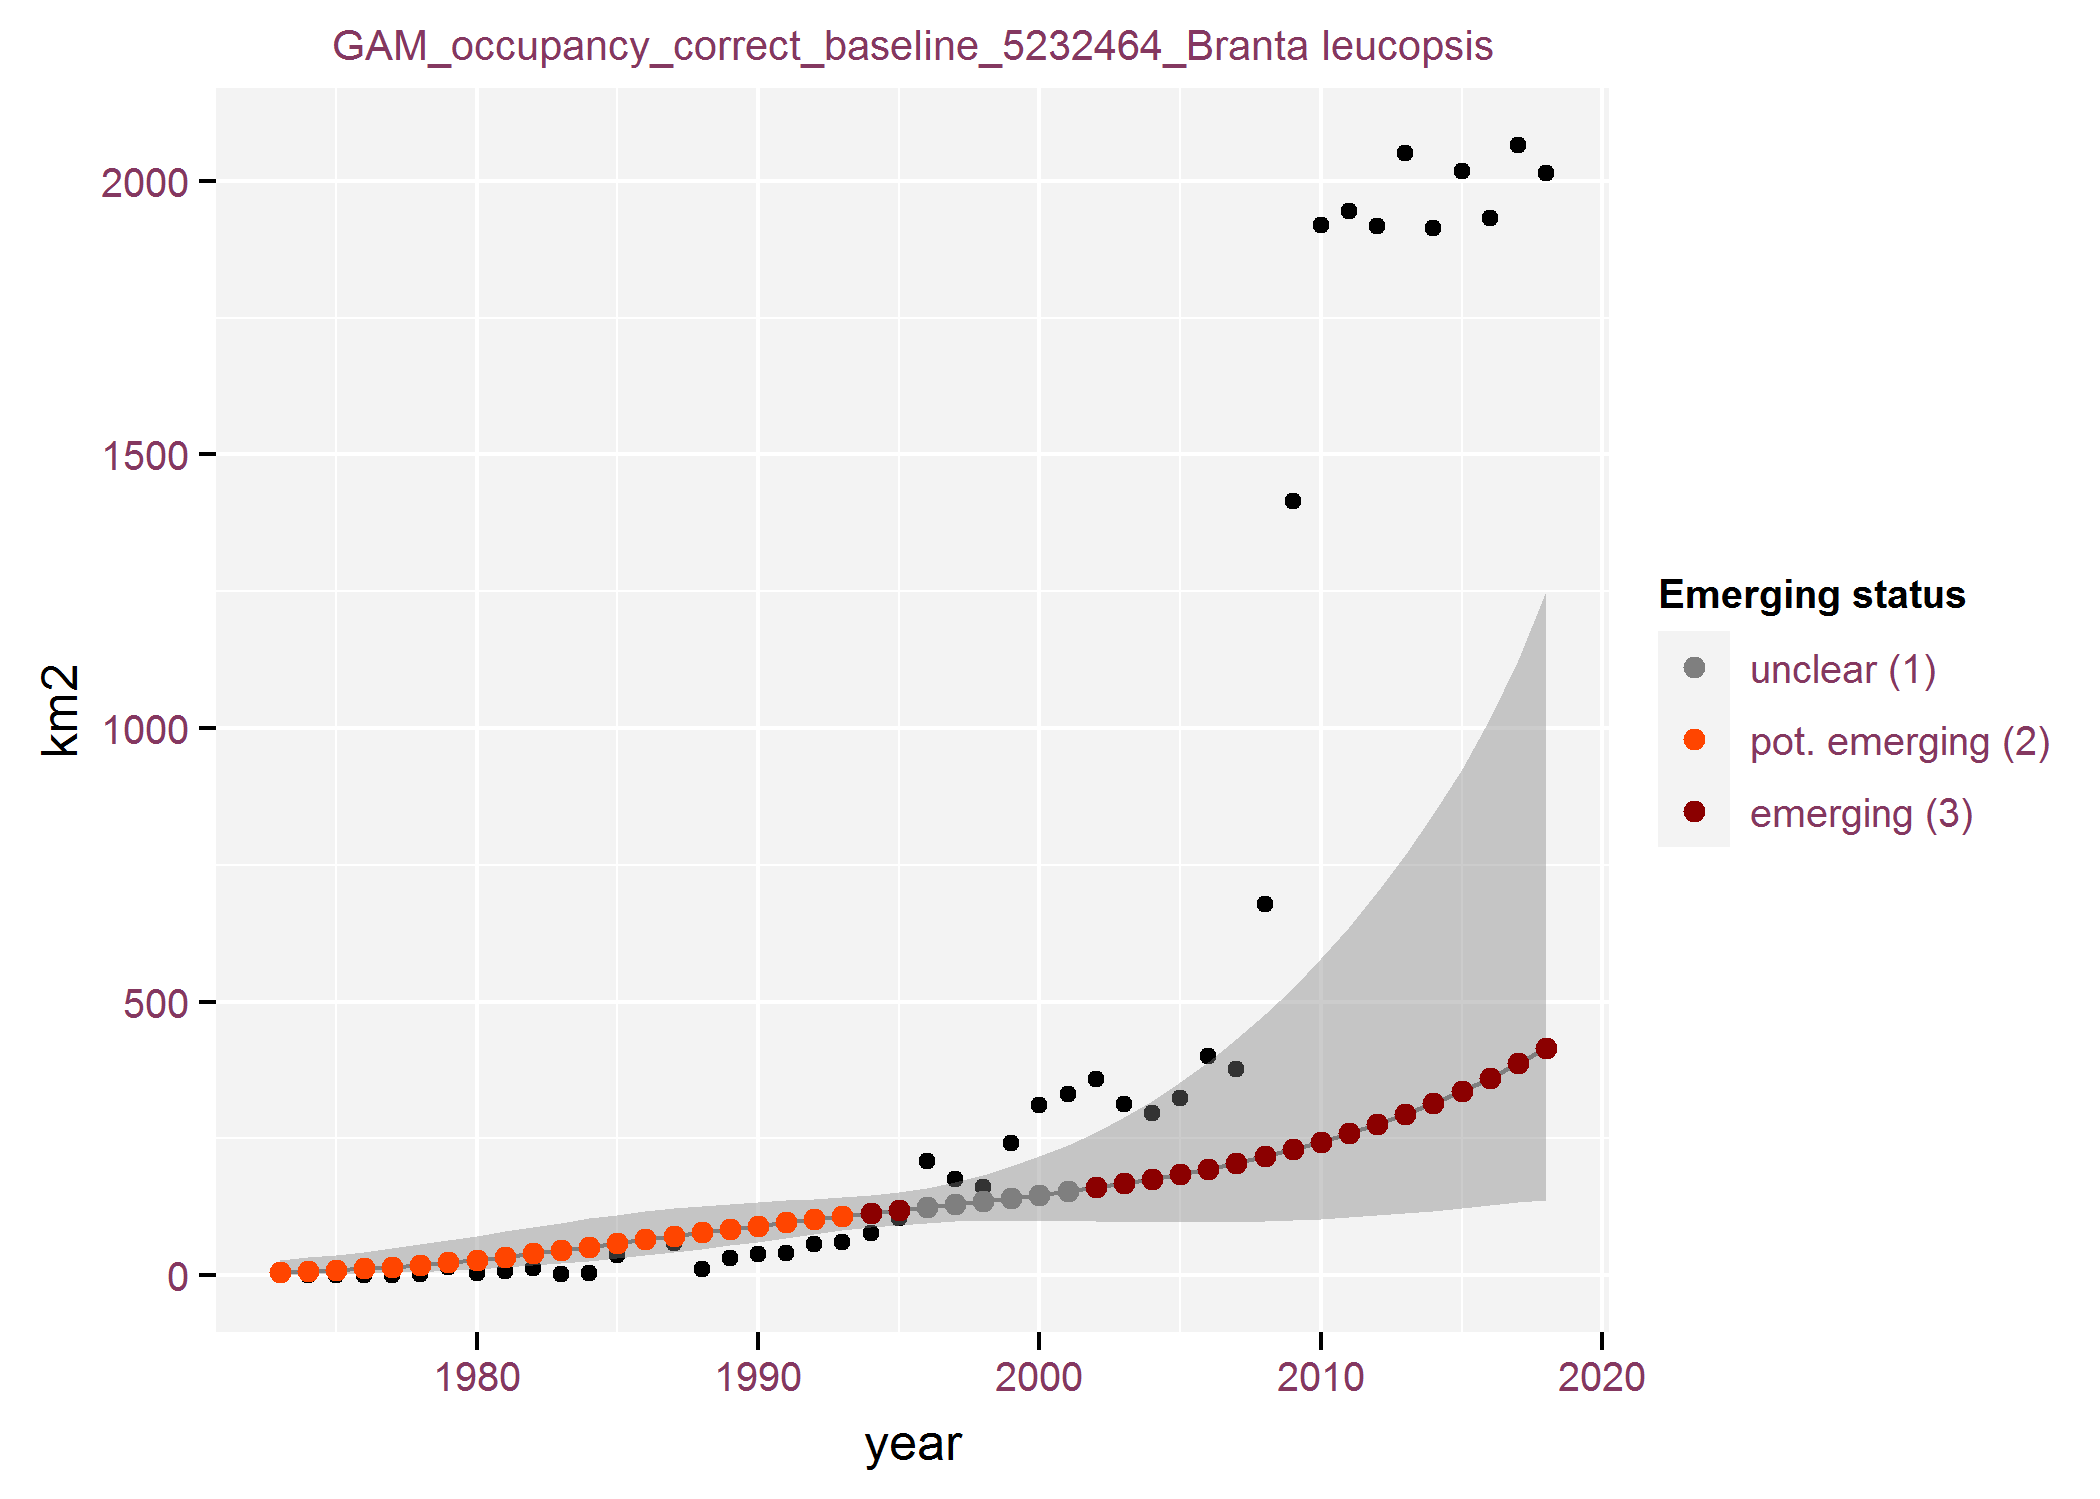 GAM_occupancy_correct_baseline_5232464_Branta leucopsis
2000
1500
1000
500
0
km2
1980
1990
2000
2010
2020
year
Emerging status
unclear (1)
pot. emerging (2)
emerging (3)